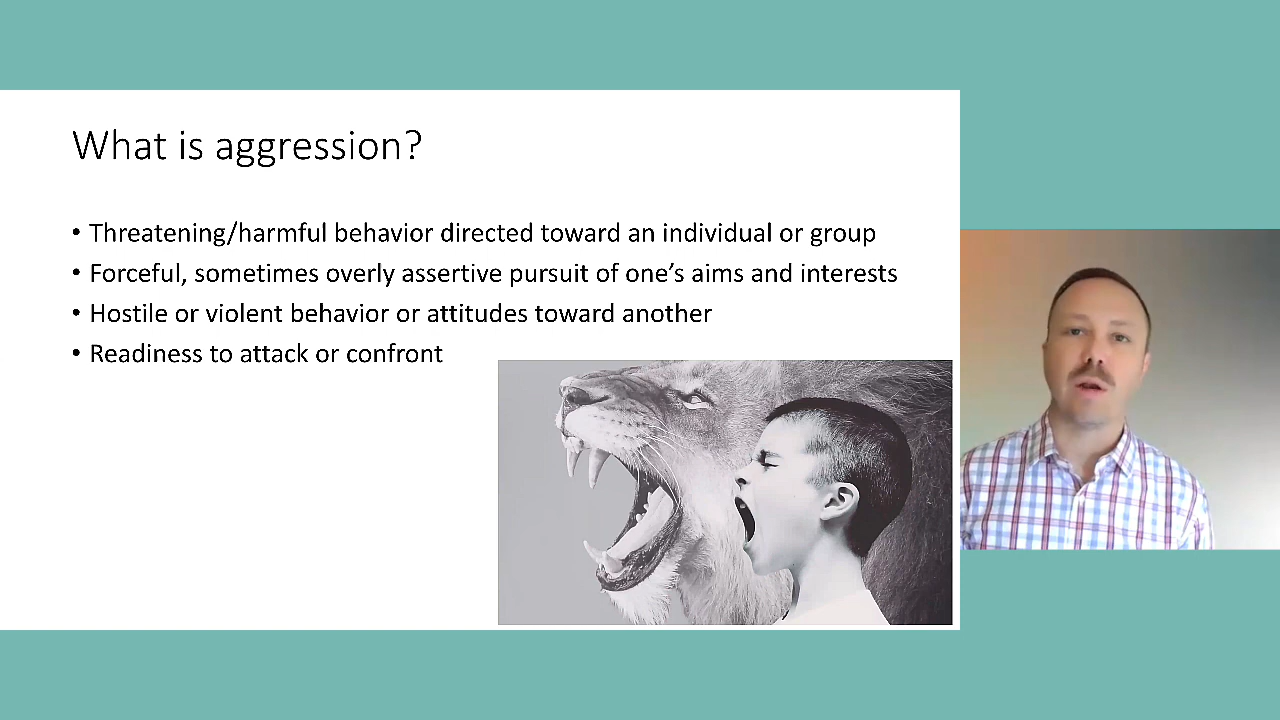 What is aggression?
• Threatening/harmful behavior directed toward an individual or group
• Forceful, sometimes overly assertive pursuit of one’s aims and interests
• Hostile or violent behavior or attitudes toward another
• Readiness to attack or confront